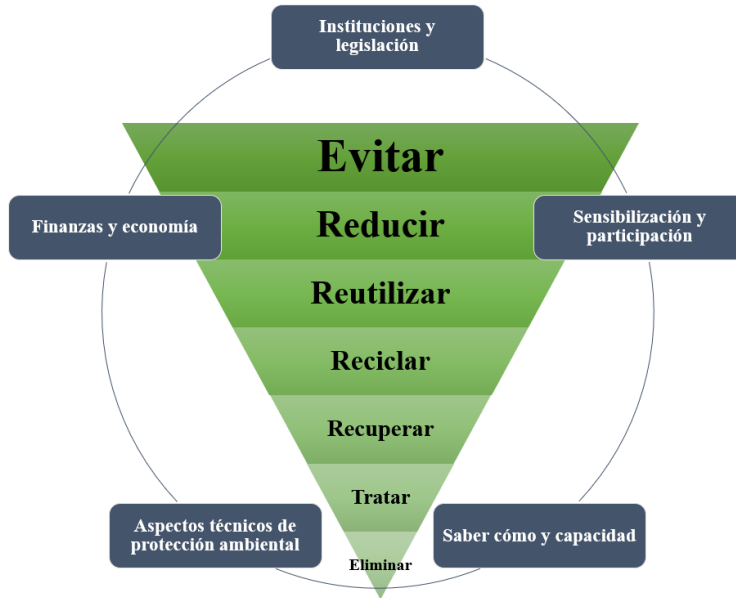 Instituciones y
legislación
Evitar
Finanzas y economía
Reducir
Sensibilización y
participación
Reutilizar
Reciclar
Recuperar
Tratar
Aspectos técnicos de
protección ambiental
Saber cómo y capacidad
Eliminar